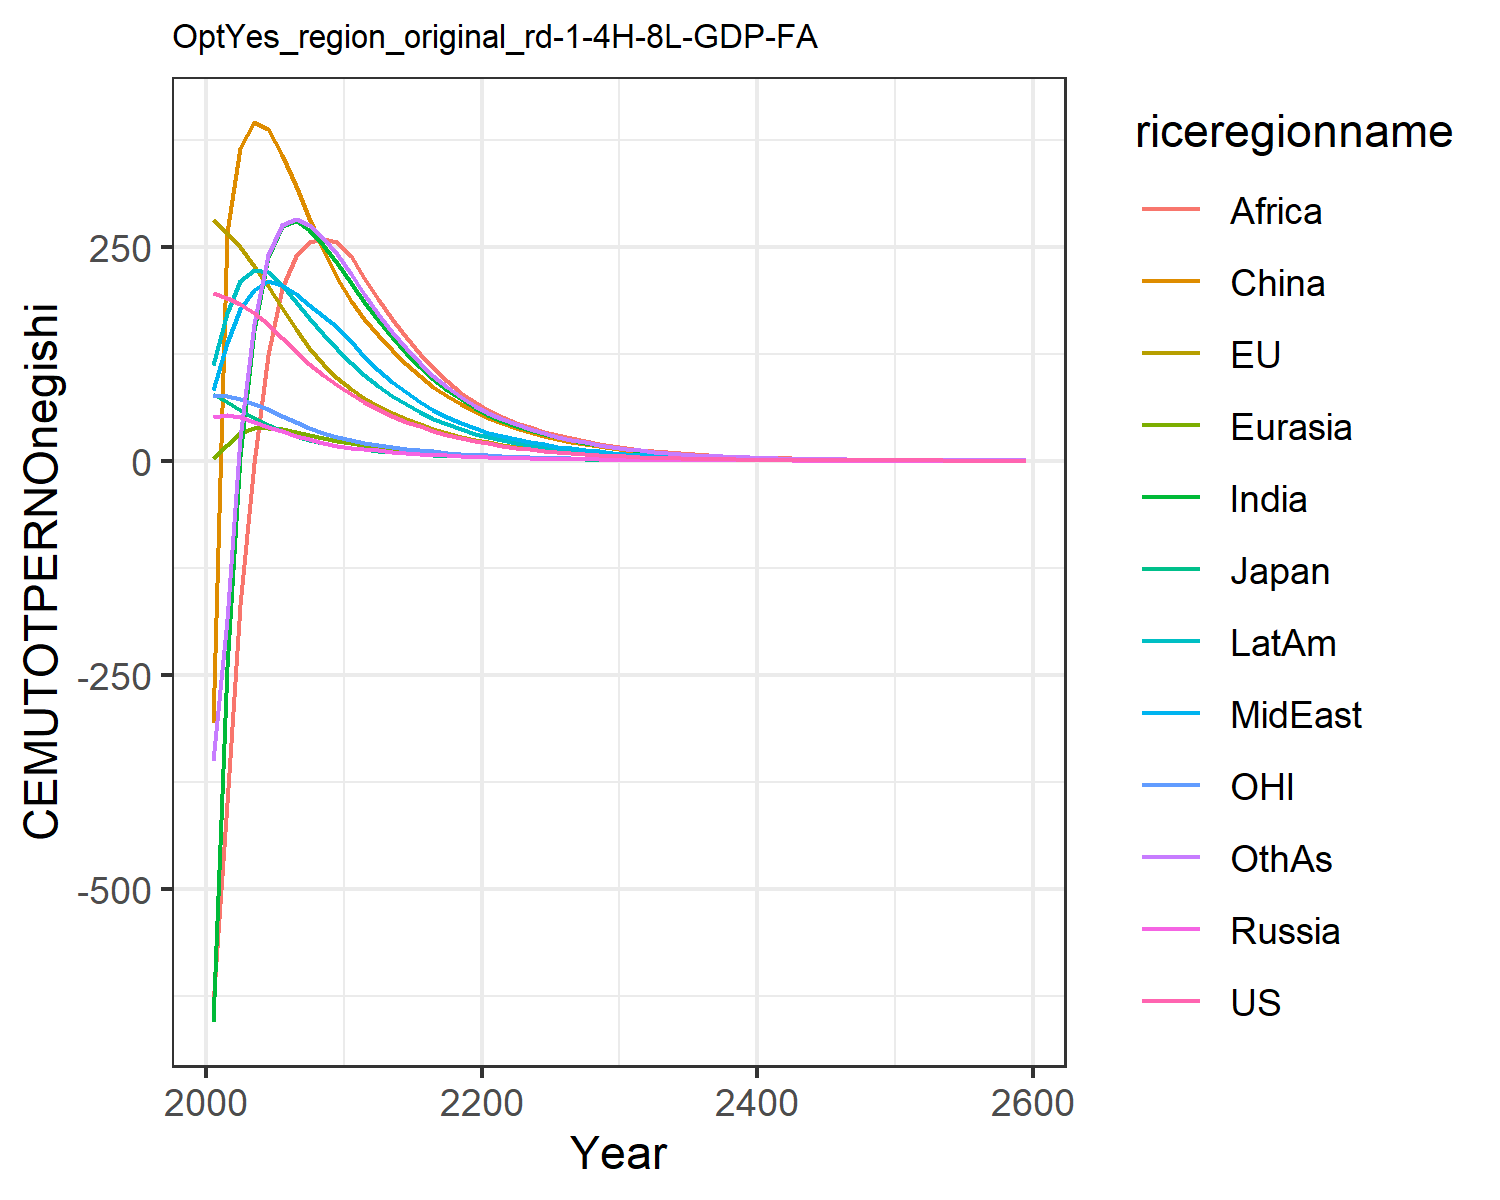 OptYes_region_original_rd-1-4H-8L-GDP-FA
CEMUTOTPERNOnegishi
250
0
-250
-500
2000
2200
2400
2600
Year
riceregionname
Africa
China
EU
Eurasia
India
Japan
LatAm
MidEast
OHI
OthAs
Russia
US